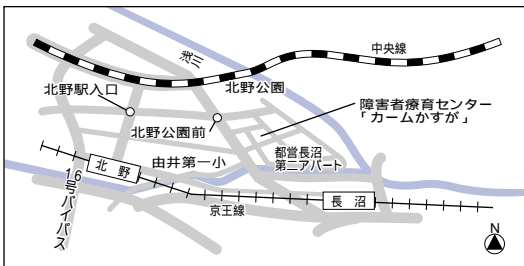 中央線
浅川
北野公園
北野駅入口
北野公園前
障害者療育センター
「カームかすが」
由井第一小
都営長沼
第二アパート
北野
16号バイパス
京王線
長沼
N